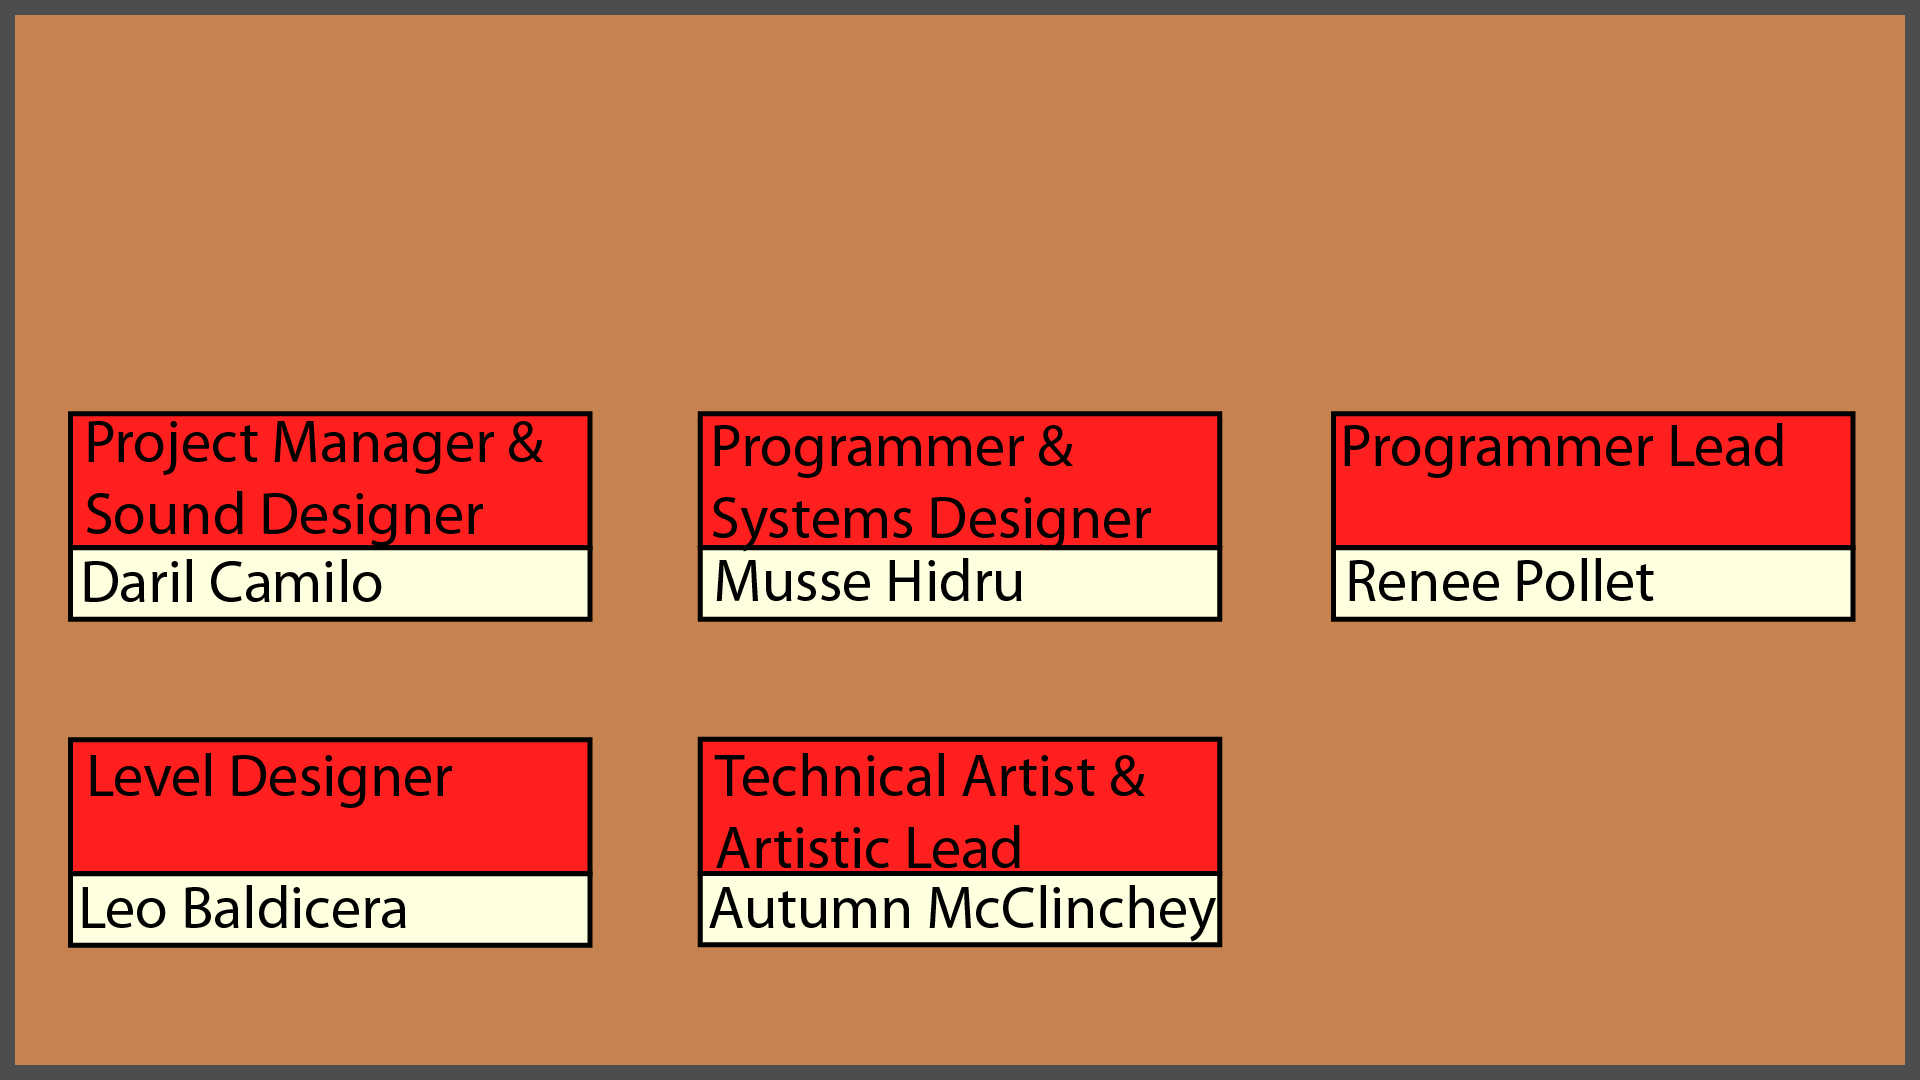 Project Manager &
Sound Designer
Daril Camilo
Programmer &
Systems Designer
Musse Hidru
Programmer Lead
Renee Pollet
Level Designer
Leo Baldicera
Technical Artist &
Artistic Lead
Autumn McClinchey